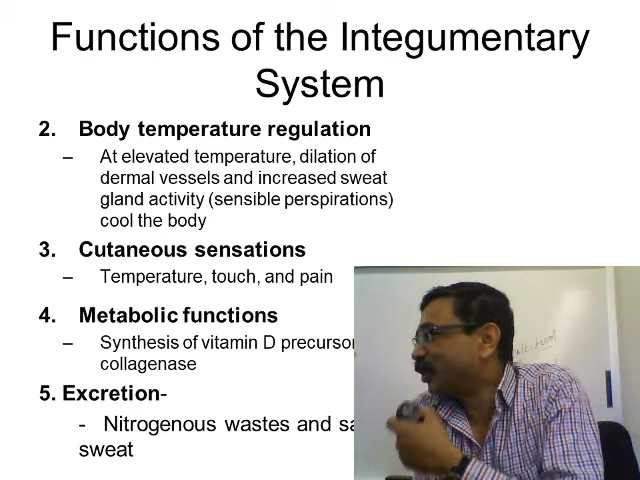 Functions of the Integumentary
System
2. Body temperature regulation
– At elevated temperature, dilation of
dermal vessels and increased sweat
gland activity (sensible perspirations)
cool the body
3. Cutaneous sensations
– Temperature, touch, and pain
4. Metabolic functions
– Synthesis of vitamin D precursor
collagenase
5. Excretion-
- Nitrogenous wastes and sa
sweat